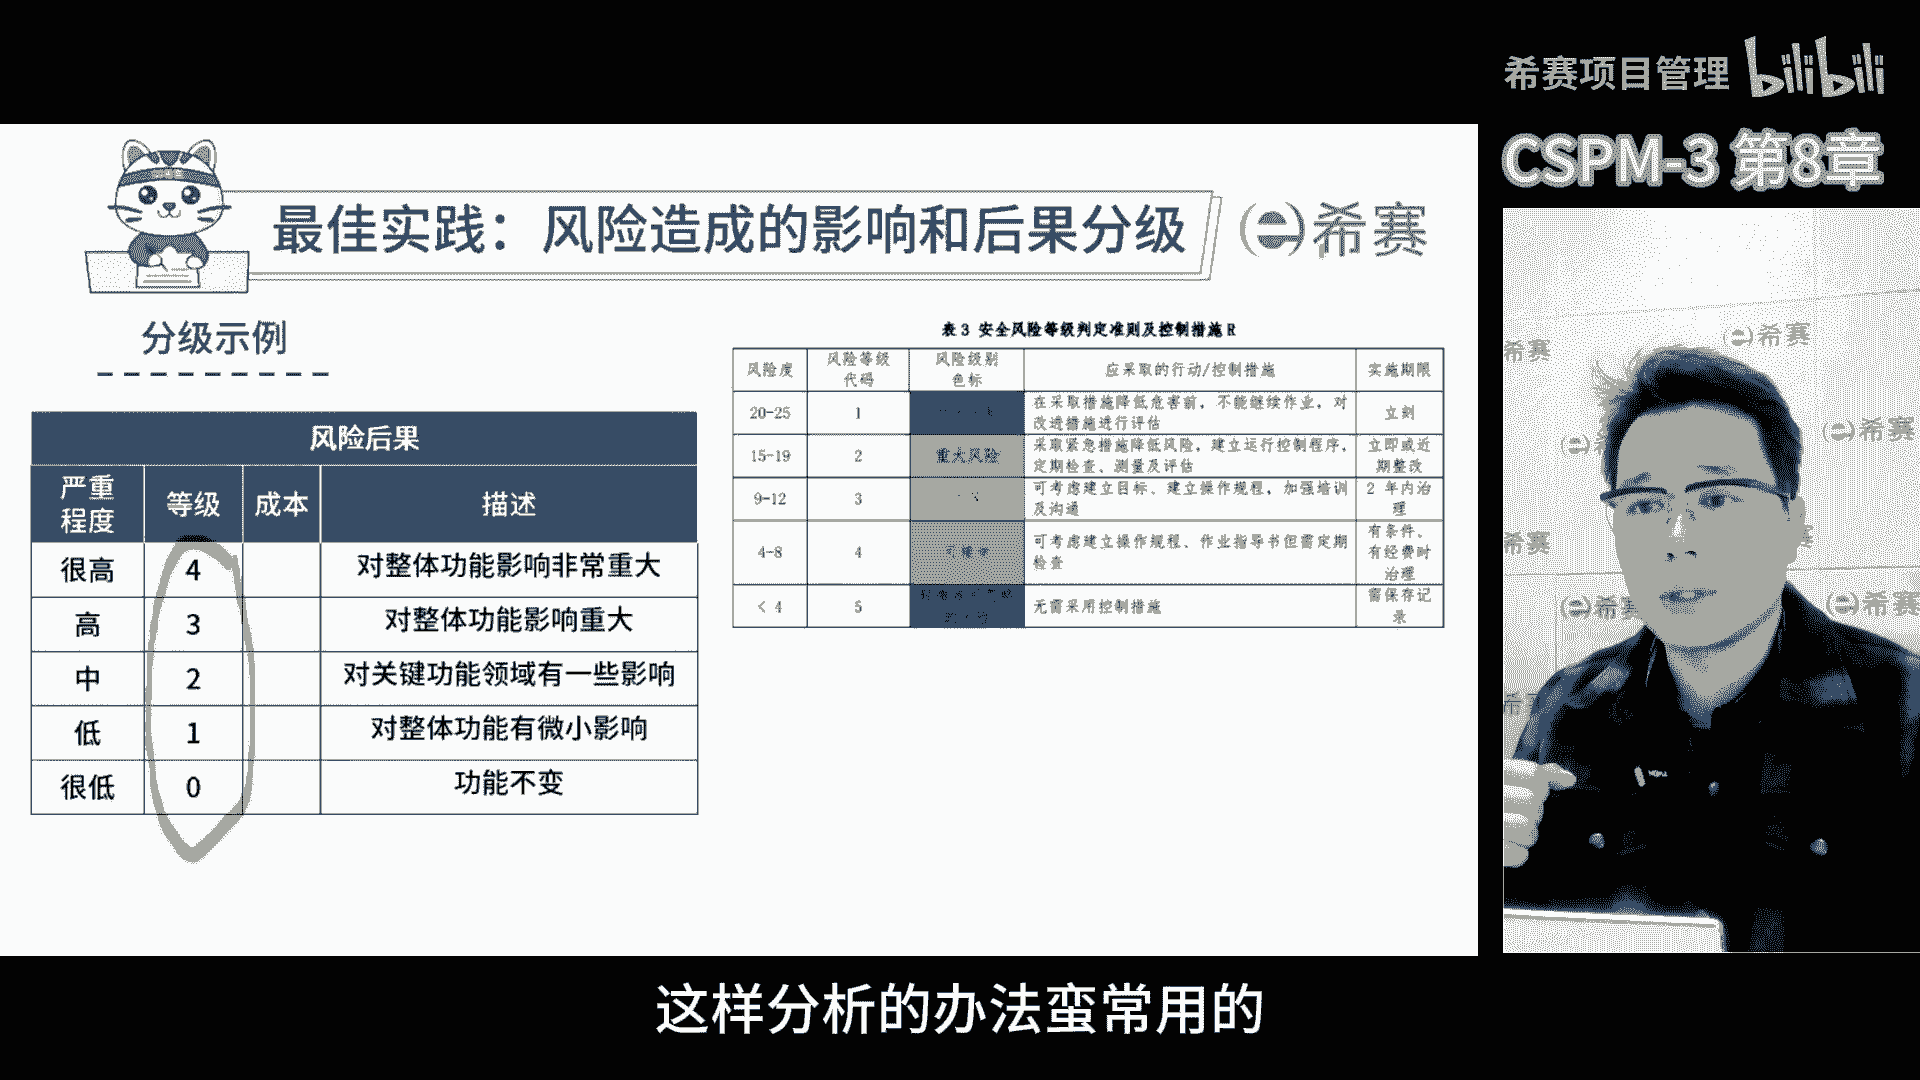 希赛项目管理 bilibili
CSPM-3 第8章
最佳实践：风险造成的影响和后果分级
希赛
分级示例
风险后果
严重程度 等级 成本 描述
很高 4 对整体功能影响非常重大
高 3 对整体功能影响重大
中 2 对关键功能领域有一些影响
低 1 对整体功能有微小影响
很低 0 功能不变
表 3 安全风险等级判定准则及控制措施 R
风险度 风险等级代码 风险级别色标 应采取的行动/控制措施 实施期限
20-25 1 在采取措施降低危害前，不能继续作业，对改进措施进行评估 立刻
15-19 2 重大风险 采取紧急措施降低风险，建立运行控制程序，定期检查、测量及评估 立即或近期整改
9-12 3 可考虑建立目标、建立操作规程，加强培训及沟通 2 年内治理
4-8 4 可考虑建立操作规程、作业指导书但需定期检查 有条件、有经费时治理
< 4 5 无需采用控制措施 需保存记录
希赛
希赛
希赛
希赛
希赛
希赛
这样分析的办法蛮常用的